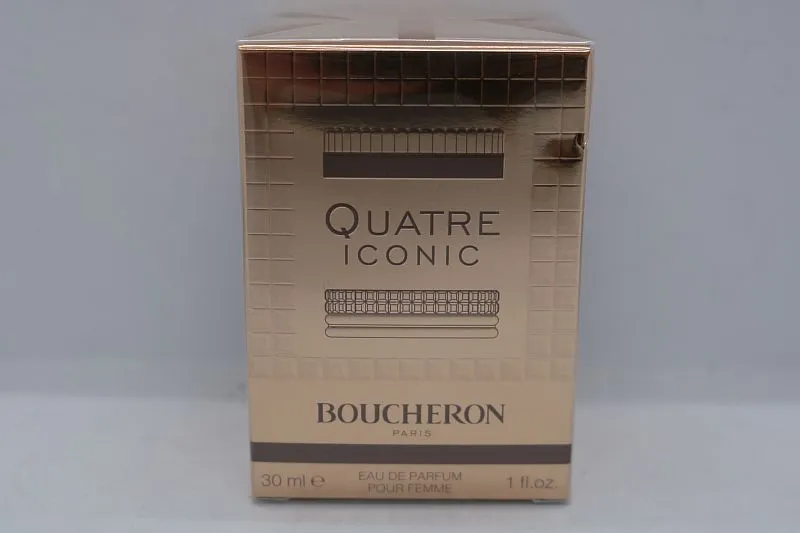 QUATRE
ICONIC
BOUCHERON
PARIS
30 ml ℮ EAU DE PARFUM 1 fl.oz.
POUR FEMME